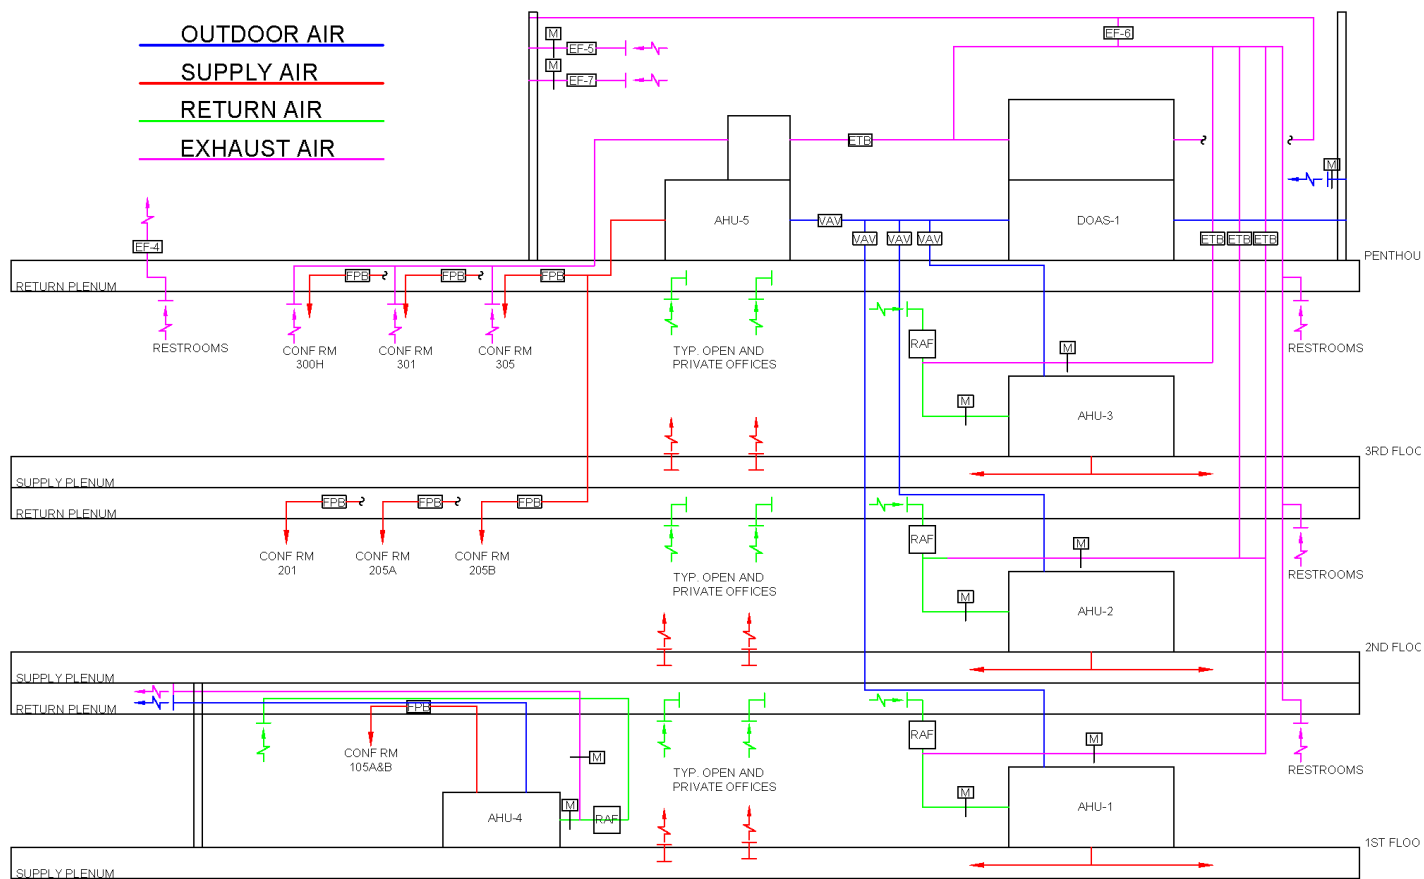 OUTDOOR AIR
SUPPLY AIR
RETURN AIR
EXHAUST AIR
M
EF-5
M
EF-7
EF-6
ETB
M
AHU-5
DOAS-1
VAV
VAV
VAV
VAV
ETB
ETB
ETB
EF-4
PENTHOU
FPB
FPB
FPB
RETURN PLENUM
RESTROOMS
CONF RM
300H
CONF RM
301
CONF RM
305
TYP. OPEN AND
PRIVATE OFFICES
RAF
M
RESTROOMS
M
AHU-3
3RD FLOO
SUPPLY PLENUM
RETURN PLENUM
FPB
FPB
FPB
CONF RM
201
CONF RM
205A
CONF RM
205B
TYP. OPEN AND
PRIVATE OFFICES
RAF
M
RESTROOMS
M
AHU-2
2ND FLOO
SUPPLY PLENUM
RETURN PLENUM
FPB
CONF RM
105A&B
M
TYP. OPEN AND
PRIVATE OFFICES
RAF
M
RESTROOMS
AHU-4
M
RAF
M
AHU-1
1ST FLOO
SUPPLY PLENUM